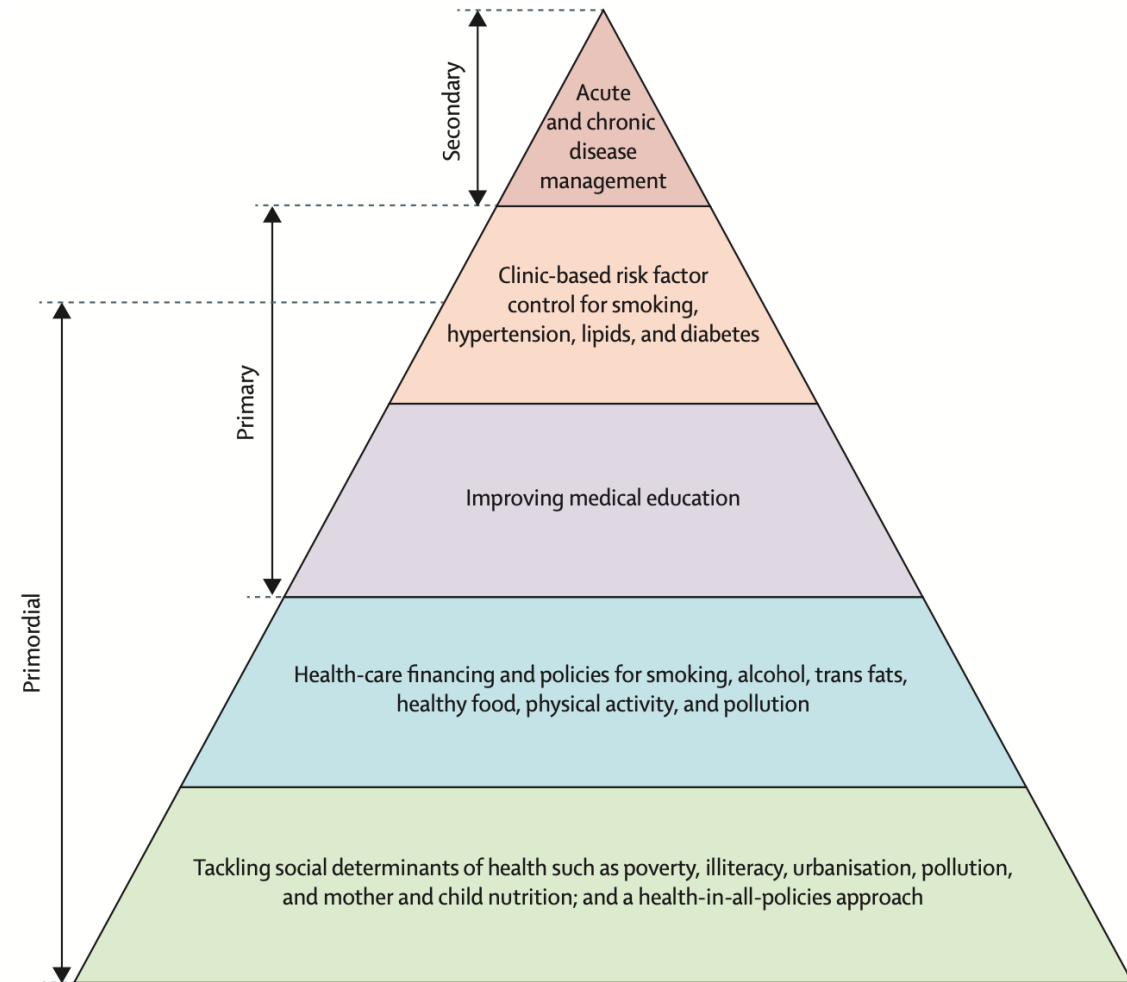 Secondary
Acute
and chronic
disease
management
Primary
Clinic-based risk factor
control for smoking,
hypertension, lipids, and diabetes
Improving medical education
Primordial
Health-care financing and policies for smoking, alcohol, trans fats,
healthy food, physical activity, and pollution
Tackling social determinants of health such as poverty, illiteracy, urbanisation, pollution,
and mother and child nutrition; and a health-in-all-policies approach